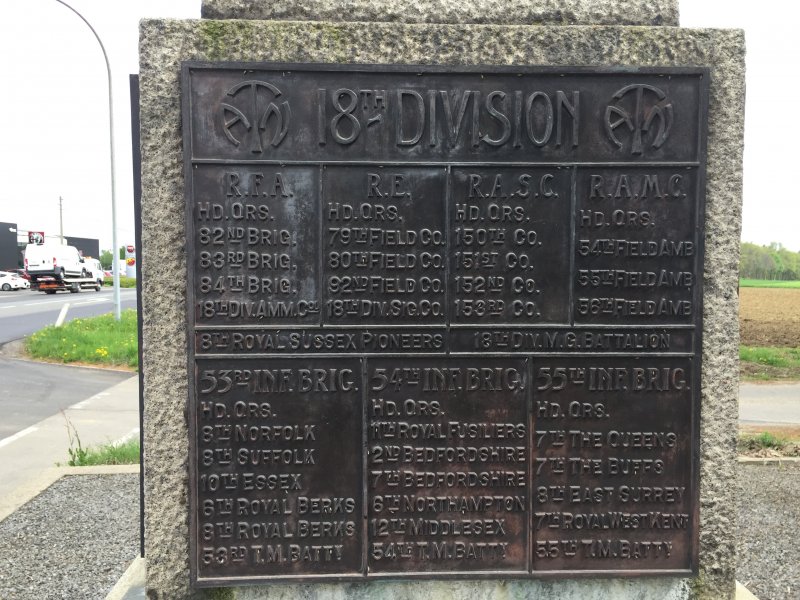 18TH DIVISION
R.F.A.
HD. QRS.
82ND BRIG.
83RD BRIG.
84TH BRIG.
18TH DIV. AMM. COL
R.E.
HD. QRS.
79TH FIELD CO.
80TH FIELD CO.
92ND FIELD CO.
18TH DIV. SIG. CO.
R.A.S.C.
HD. QRS.
150TH CO.
151ST CO.
152ND CO.
153RD CO.
R.A.M.C.
HD. QRS.
54TH FIELD AMB
55TH FIELD AMB
56TH FIELD AMB
8TH ROYAL SUSSEX PIONEERS
18TH DIV. M.G. BATTALION
53RD INF. BRIG.
HD. QRS.
8TH NORFOLK
8TH SUFFOLK
10TH ESSEX
6TH ROYAL BERKS
8TH ROYAL BERKS
53RD T.M. BATTY
54TH INF. BRIG.
HD. QRS.
11TH ROYAL FUSILIERS
2ND BEDFORDSHIRE
7TH BEDFORDSHIRE
6TH NORTHAMPTON
12TH MIDDLESEX
54TH T.M. BATTY
55TH INF. BRIG.
HD. QRS.
7TH THE QUEENS
7TH THE BUFFS
8TH EAST SURREY
7TH ROYAL WEST KENT
55TH T.M. BATTY